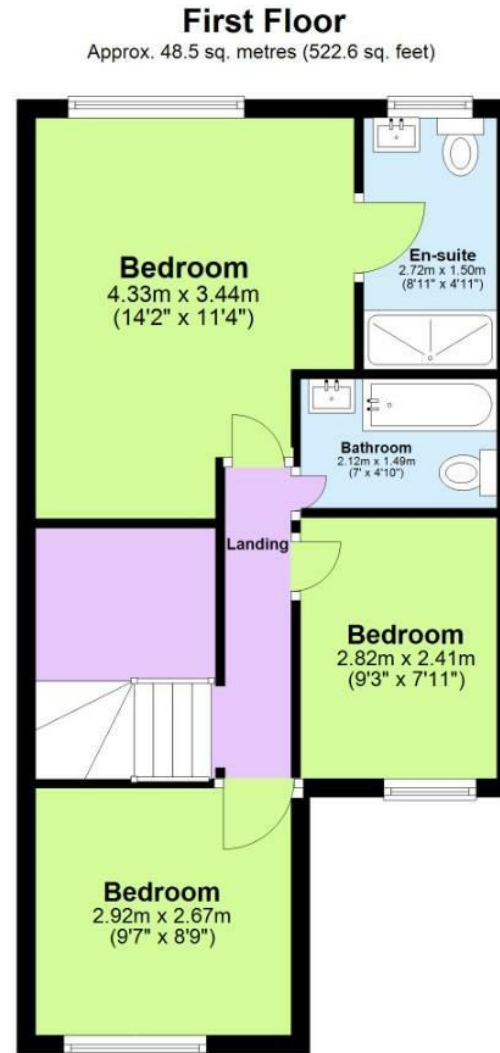 First Floor
Approx. 48.5 sq. metres (522.6 sq. feet)
Bedroom
4.33m x 3.44m
(14'2" x 11'4")
En-suite
2.72m x 1.50m
(8'11" x 4'11")
Bathroom
2.12m x 1.49m
(7' x 4'10")
Landing
Bedroom
2.82m x 2.41m
(9'3" x 7'11")
Bedroom
2.92m x 2.67m
(9'7" x 8'9")